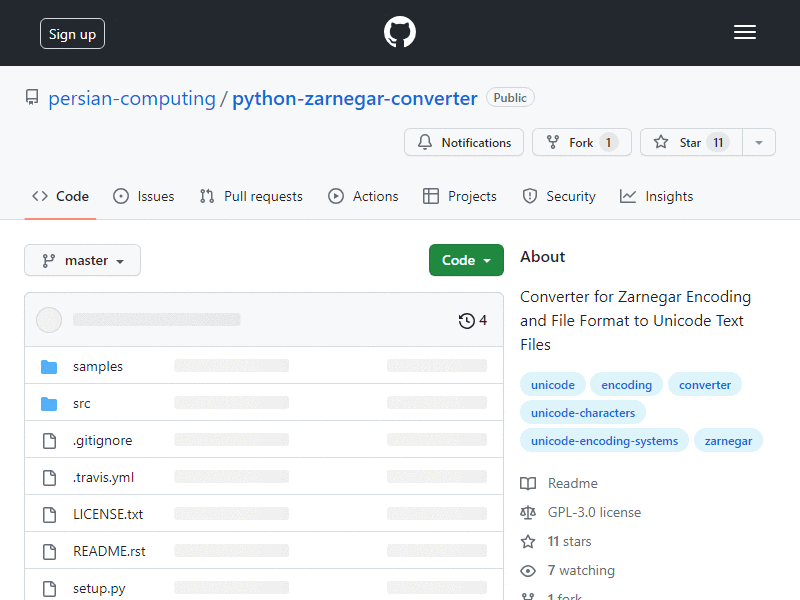 Sign up
persian-computing / python-zarnegar-converter Public
Notifications Fork 1 Star 11
Code Issues Pull requests Actions Projects Security Insights
master
Code
4
samples
src
.gitignore
.travis.yml
LICENSE.txt
README.rst
setup.py
About
Converter for Zarnegar Encoding
and File Format to Unicode Text
Files
unicode encoding converter
unicode-characters
unicode-encoding-systems zarnegar
Readme
GPL-3.0 license
11 stars
7 watching
1 fork